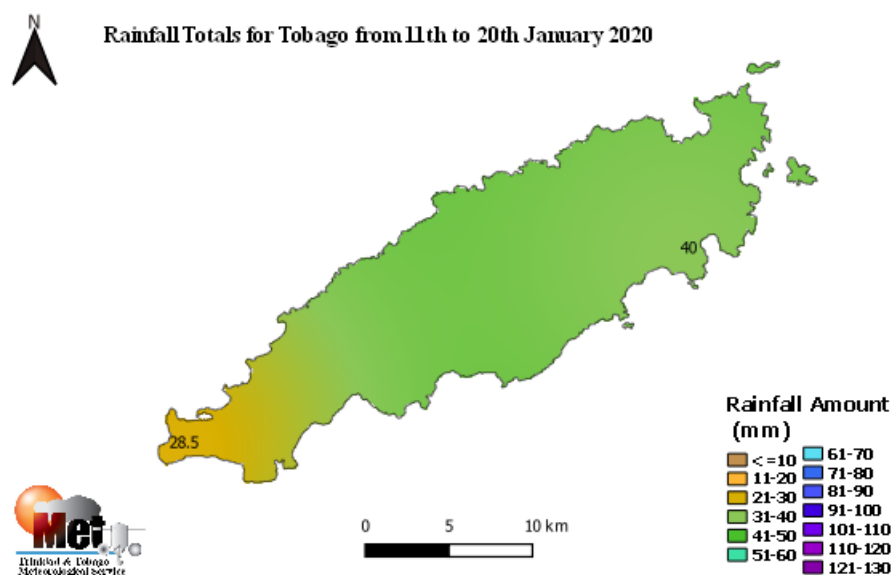 N
Rainfall Totals for Tobago from 11th to 20th January 2020
40
28.5
Rainfall Amount
(mm)
<=10
11-20
21-30
31-40
41-50
51-60
61-70
71-80
81-90
91-100
101-110
110-120
121-130
0 5 10 km
Met
Trinidad & Tobago
Meteorological Service